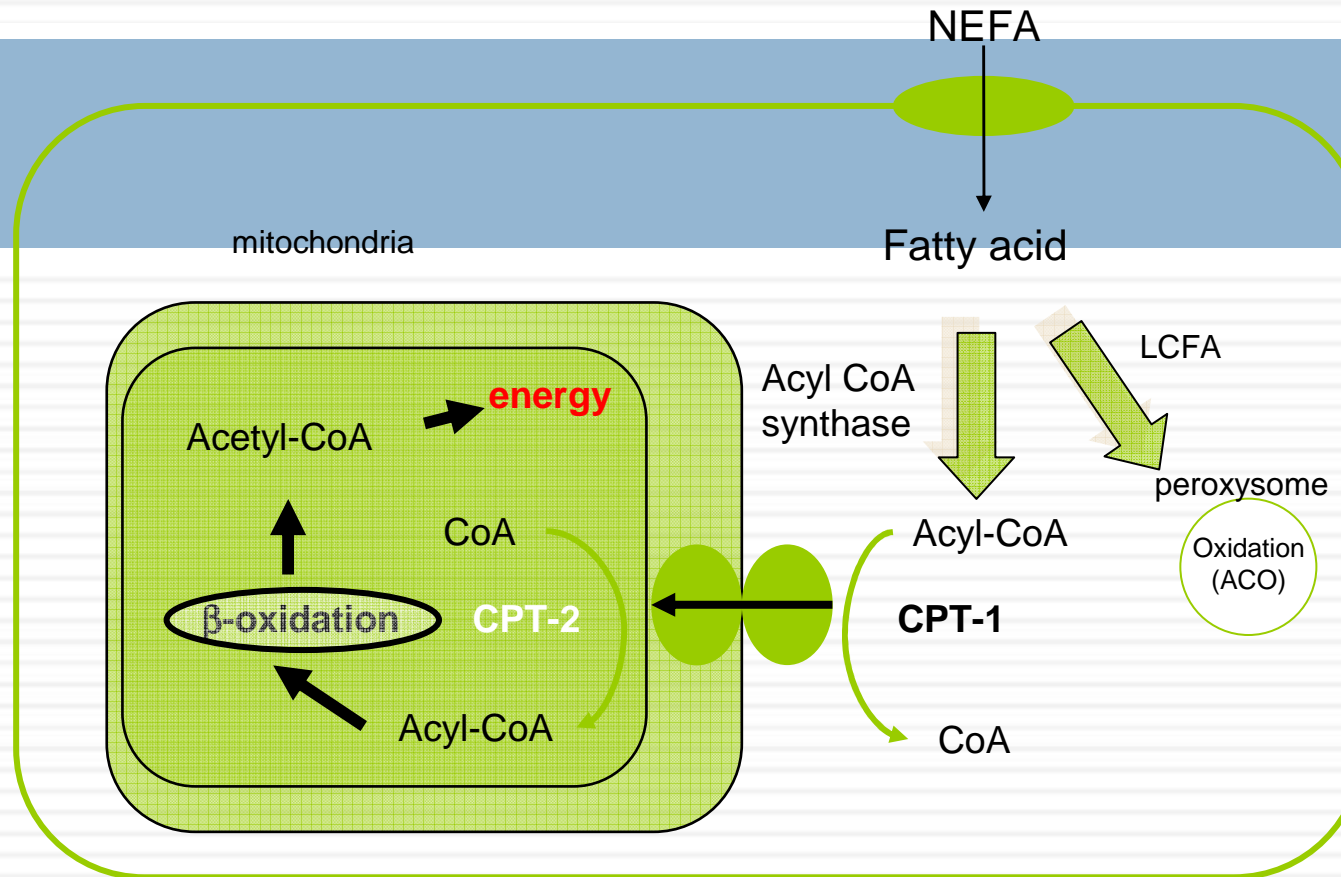 NEFA
mitochondria
Fatty acid
LCFA
Acyl CoA
synthase
energy
Acetyl-CoA
peroxysome
CoA
Acyl-CoA
Oxidation
(ACO)
β-oxidation
CPT-2
CPT-1
Acyl-CoA
CoA